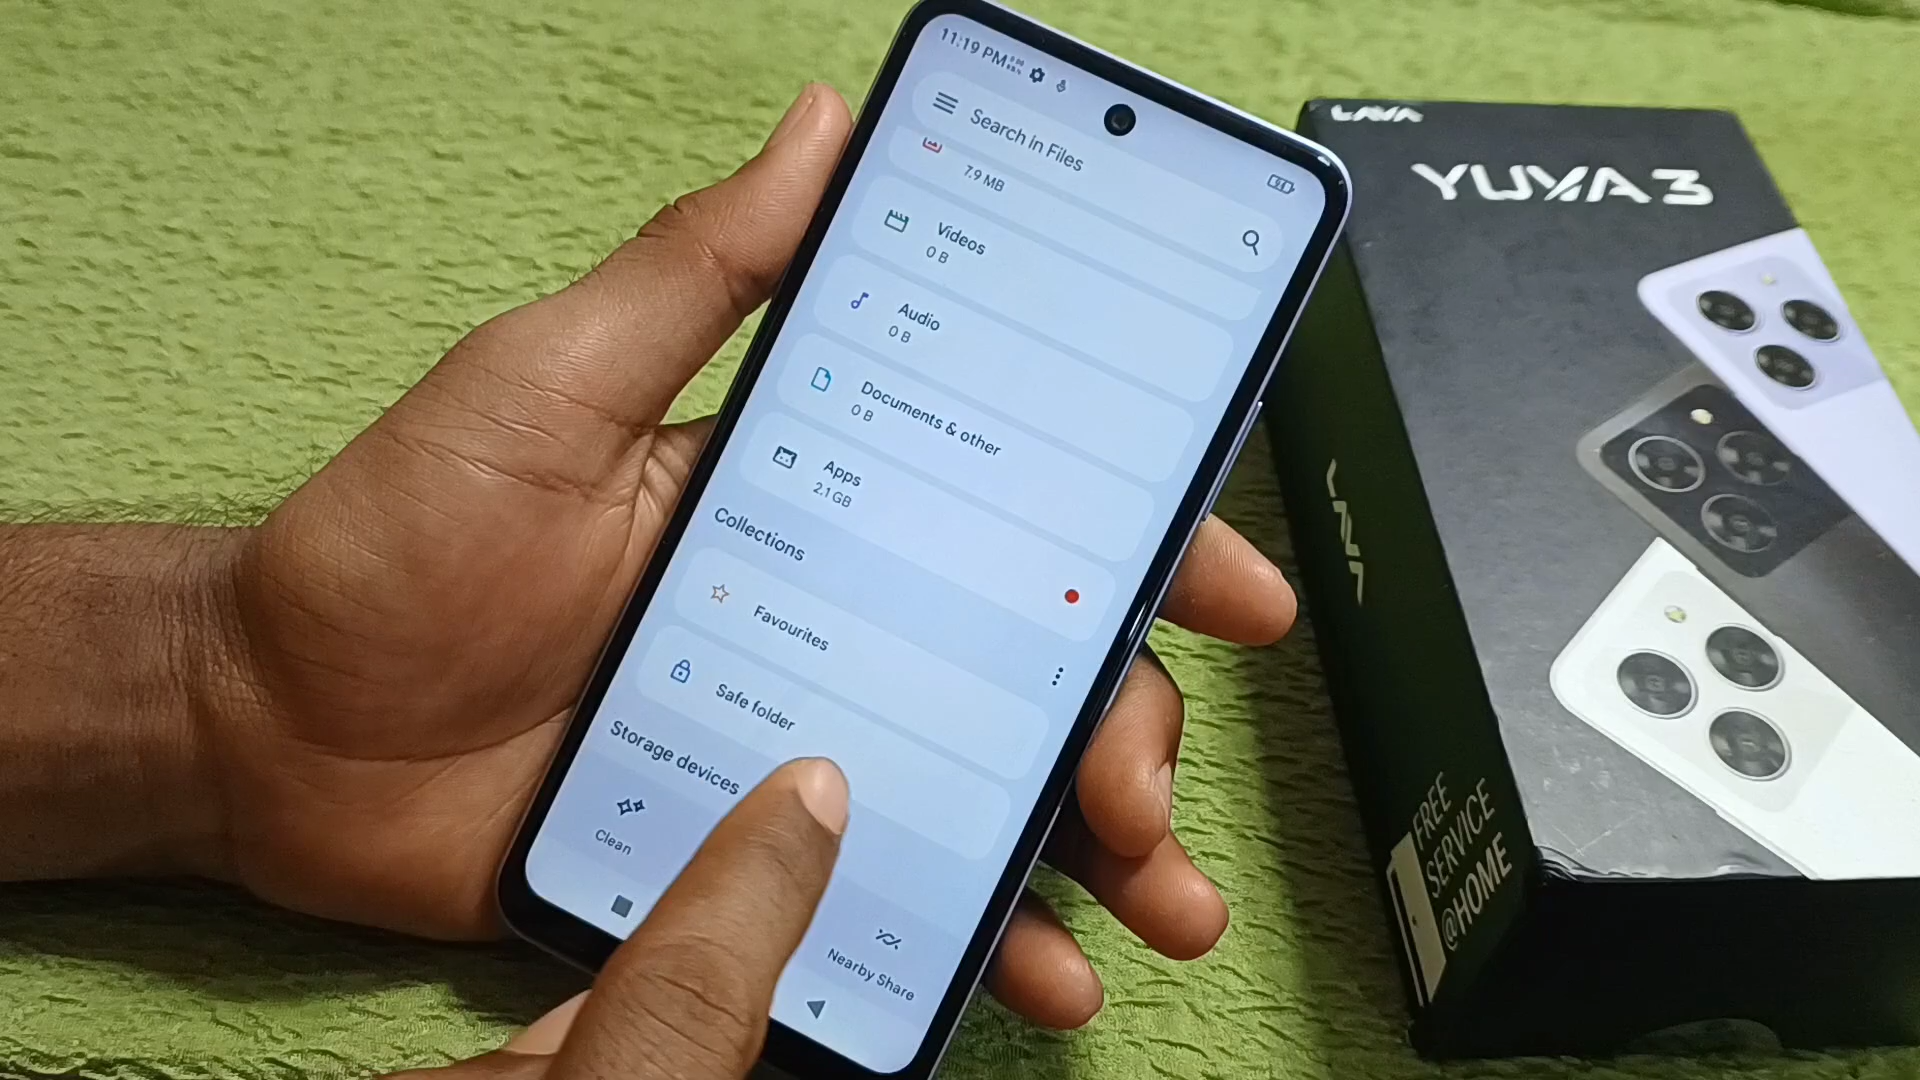 11:19 PM
Search in Files
7.9 MB
Videos
0 B
Audio
0 B
Documents & other
0 B
Apps
2.1 GB
Collections
Favourites
Safe folder
Storage devices
Clean
Nearby Share
LAVA
YUVA 3
LAVA
FREE
SERVICE
@HOME